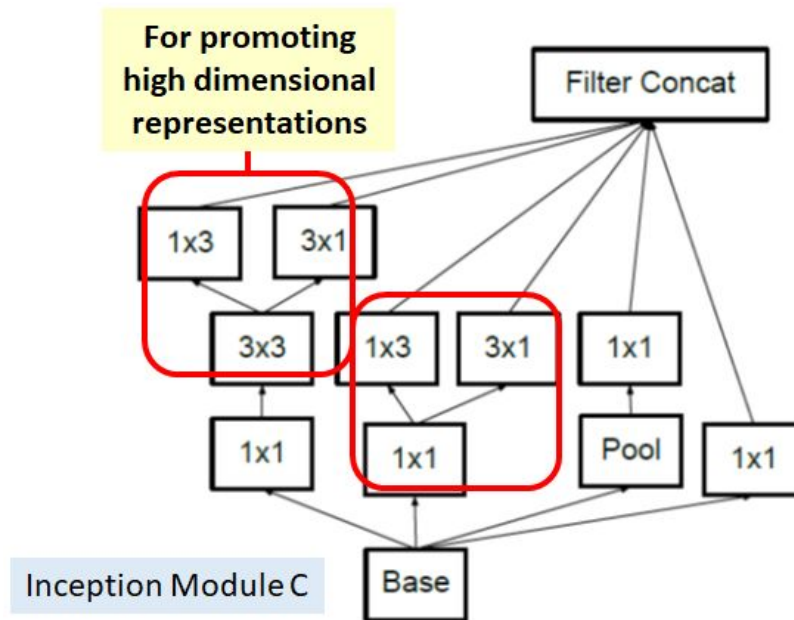 For promoting
high dimensional
representations
Filter Concat
1x3
3x1
3x3
1x3
3x1
1x1
1x1
1x1
Pool
1x1
Base
Inception Module C